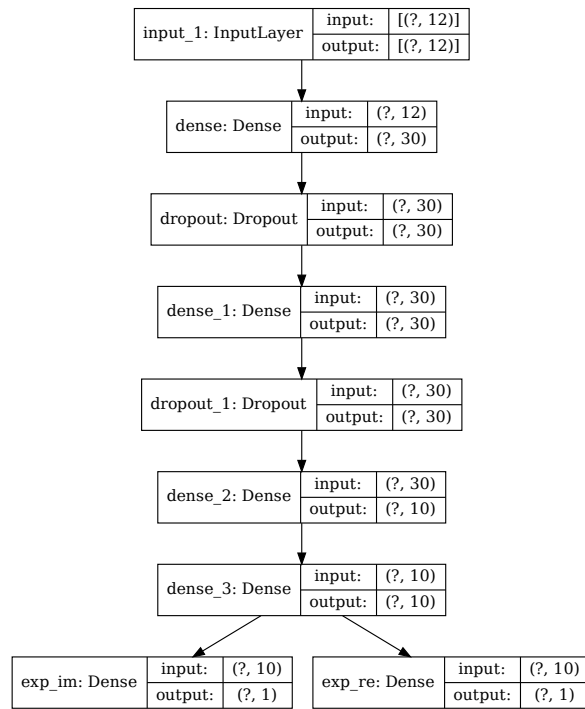 input_1: InputLayer input: [(?, 12)]
output: [(?, 12)]
dense: Dense input: (?, 12)
output: (?, 30)
dropout: Dropout input: (?, 30)
output: (?, 30)
dense_1: Dense input: (?, 30)
output: (?, 30)
dropout_1: Dropout input: (?, 30)
output: (?, 30)
dense_2: Dense input: (?, 30)
output: (?, 10)
dense_3: Dense input: (?, 10)
output: (?, 10)
exp_im: Dense input: (?, 10)
output: (?, 1)
exp_re: Dense input: (?, 10)
output: (?, 1)